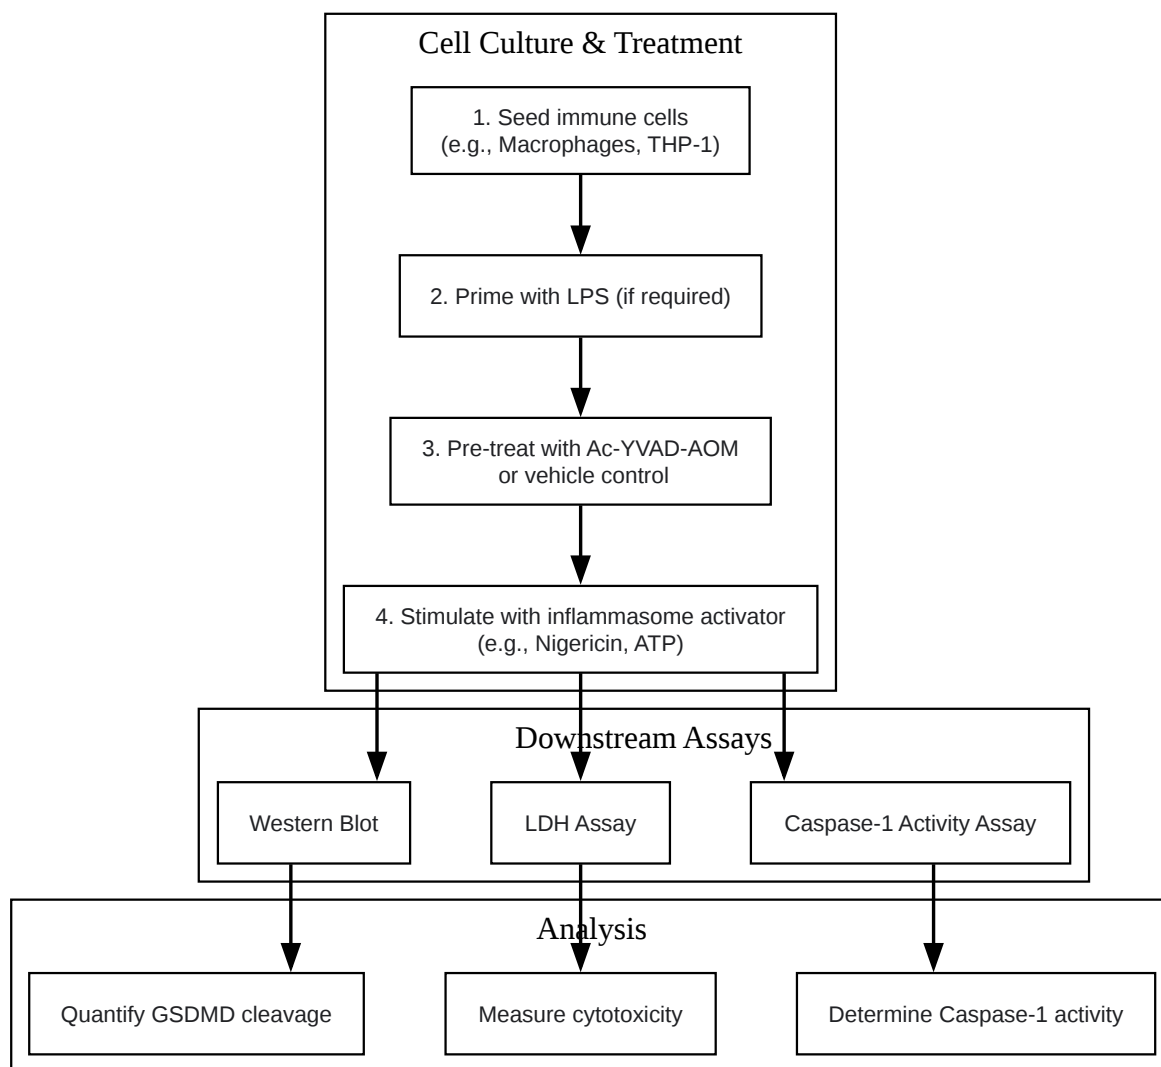 Cell Culture & Treatment
1. Seed immune cells
(e.g., Macrophages, THP-1)
2. Prime with LPS (if required)
3. Pre-treat with Ac-YVAD-AOM
or vehicle control
4. Stimulate with inflammasome activator
(e.g., Nigericin, ATP)
Downstream Assays
Western Blot
LDH Assay
Caspase-1 Activity Assay
Analysis
Quantify GSDMD cleavage
Measure cytotoxicity
Determine Caspase-1 activity